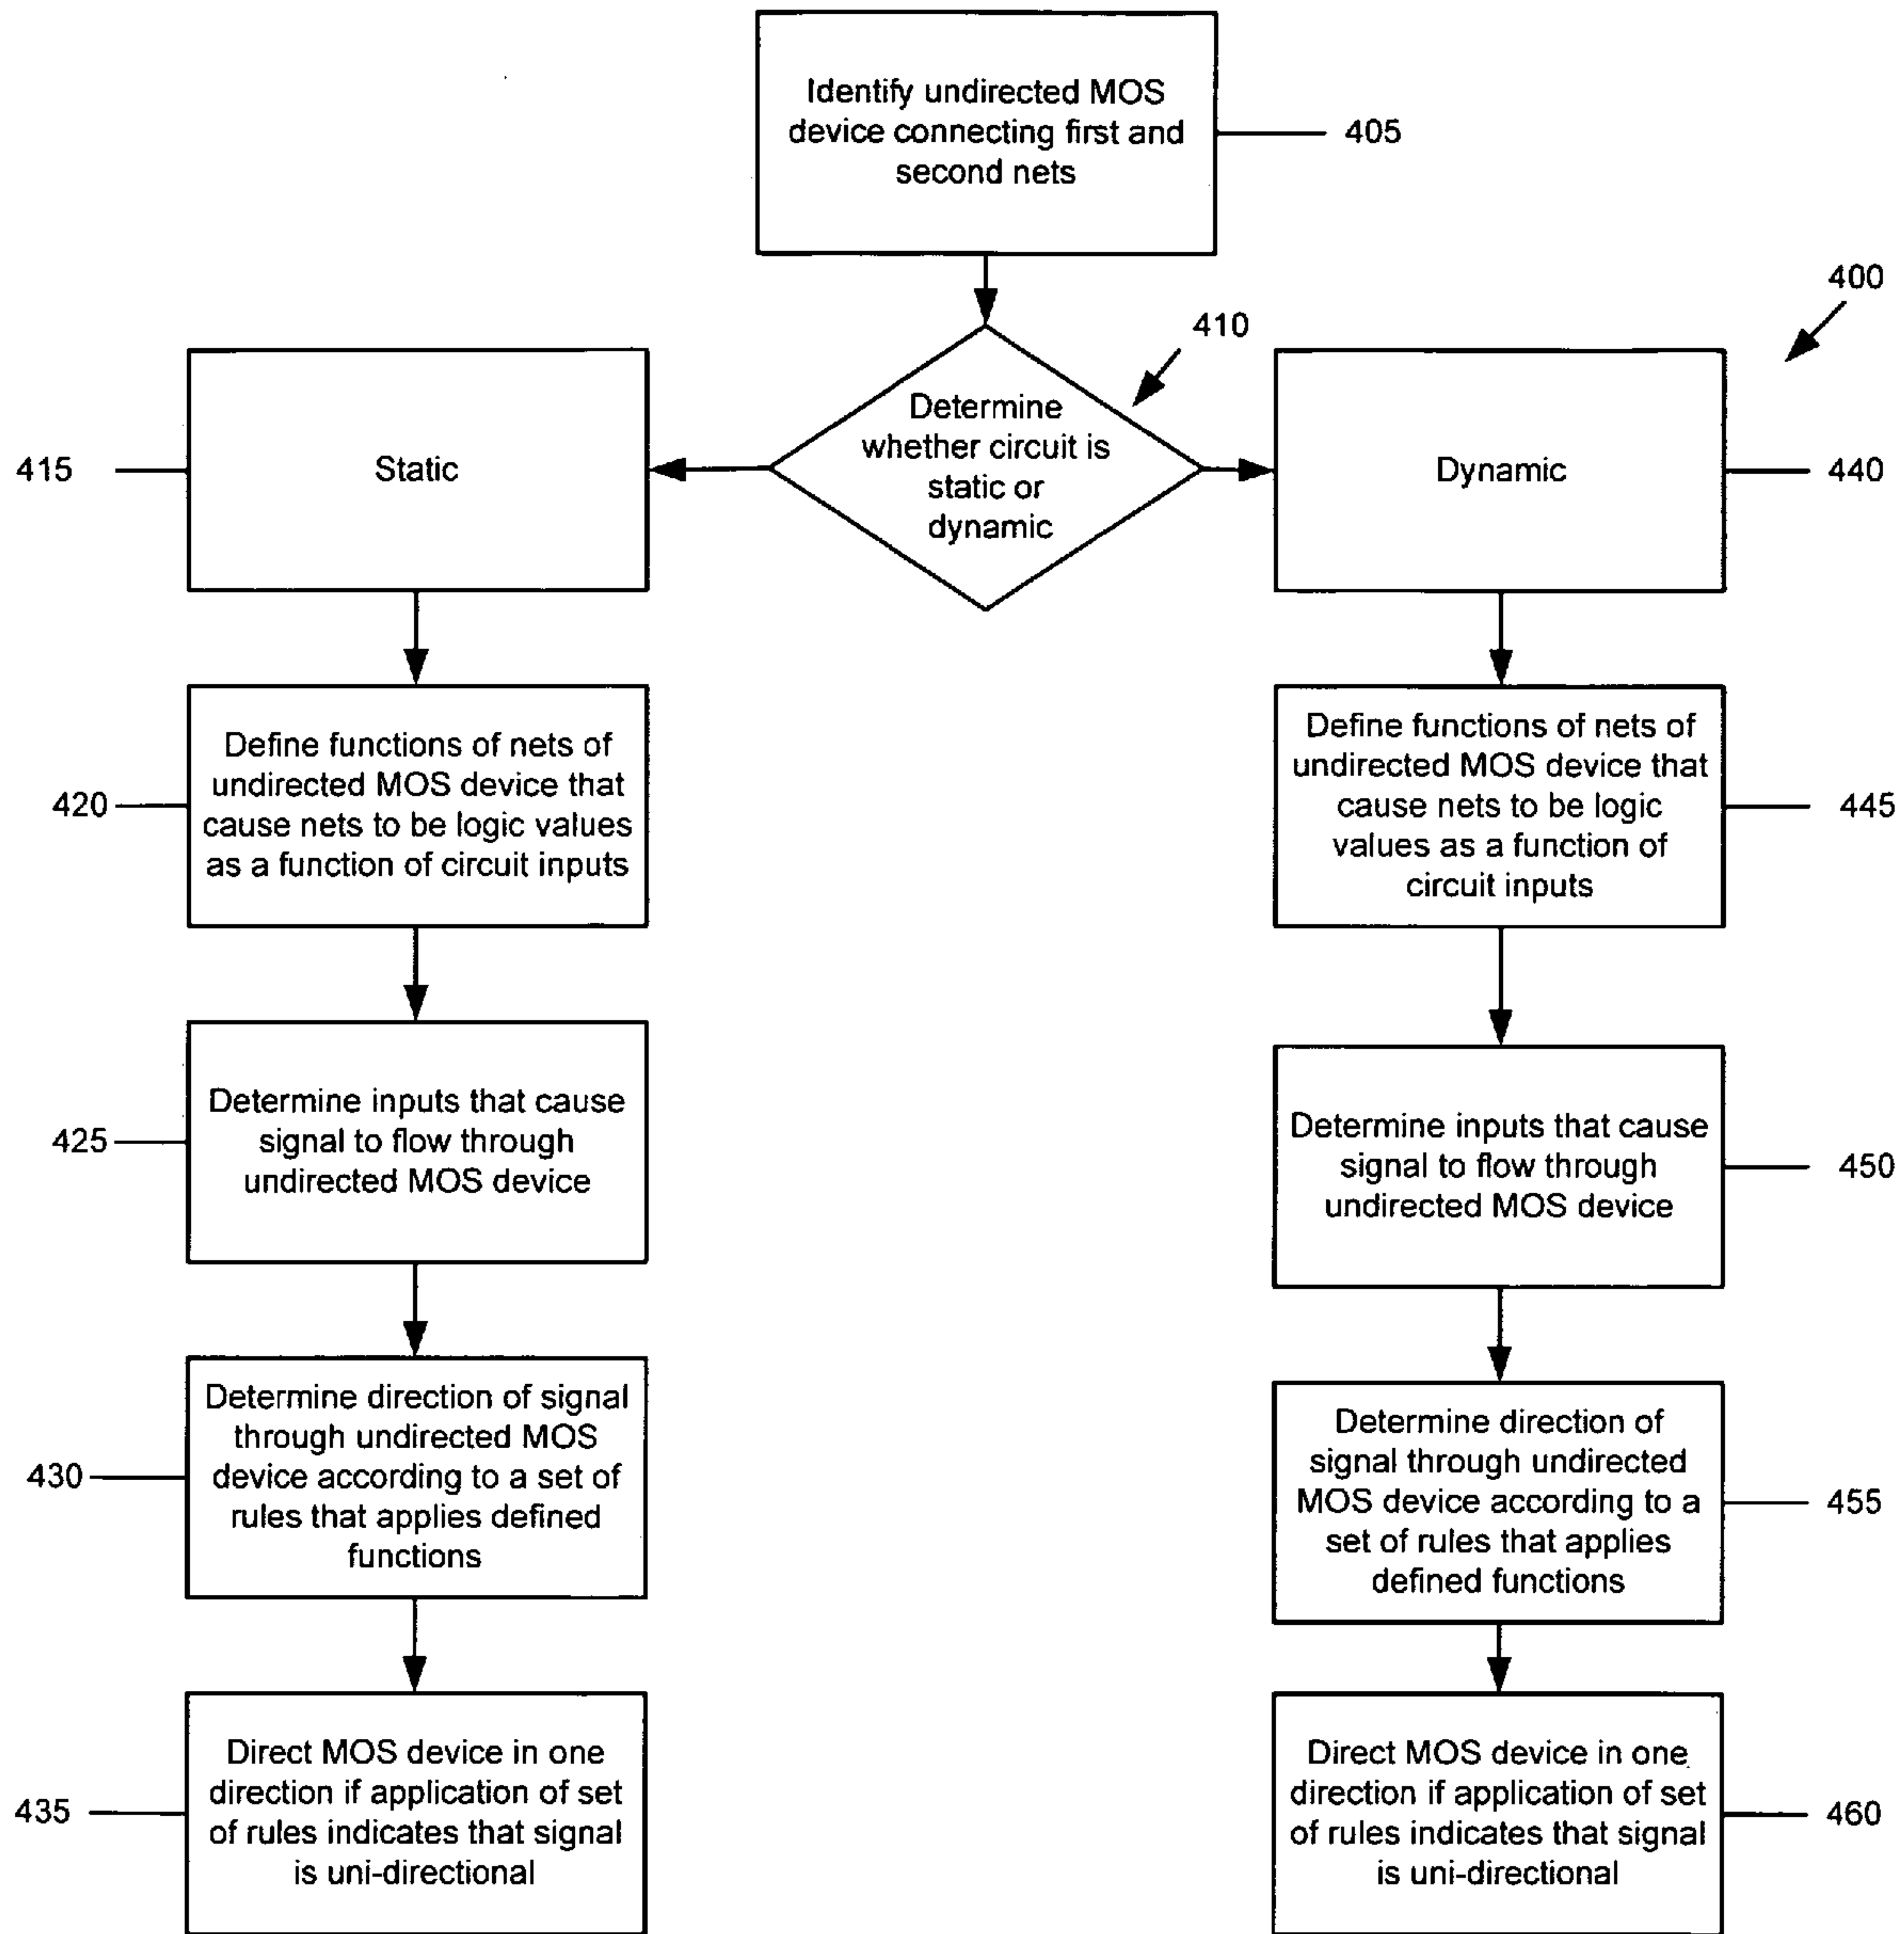 Identify undirected MOS
device connecting first and
second nets
405
400
410
Determine
whether circuit is
static or
dynamic
415
Static
Dynamic
440
420
Define functions of nets of
undirected MOS device that
cause nets to be logic values
as a function of circuit inputs
Define functions of nets of
undirected MOS device that
cause nets to be logic
values as a function of
circuit inputs
445
425
Determine inputs that cause
signal to flow through
undirected MOS device
Determine inputs that cause
signal to flow through
undirected MOS device
450
430
Determine direction of signal
through undirected MOS
device according to a set of
rules that applies defined
functions
Determine direction of
signal through undirected
MOS device according to a
set of rules that applies
defined functions
455
435
Direct MOS device in one
direction if application of set
of rules indicates that signal
is uni-directional
Direct MOS device in one
direction if application of set
of rules indicates that signal
is uni-directional
460